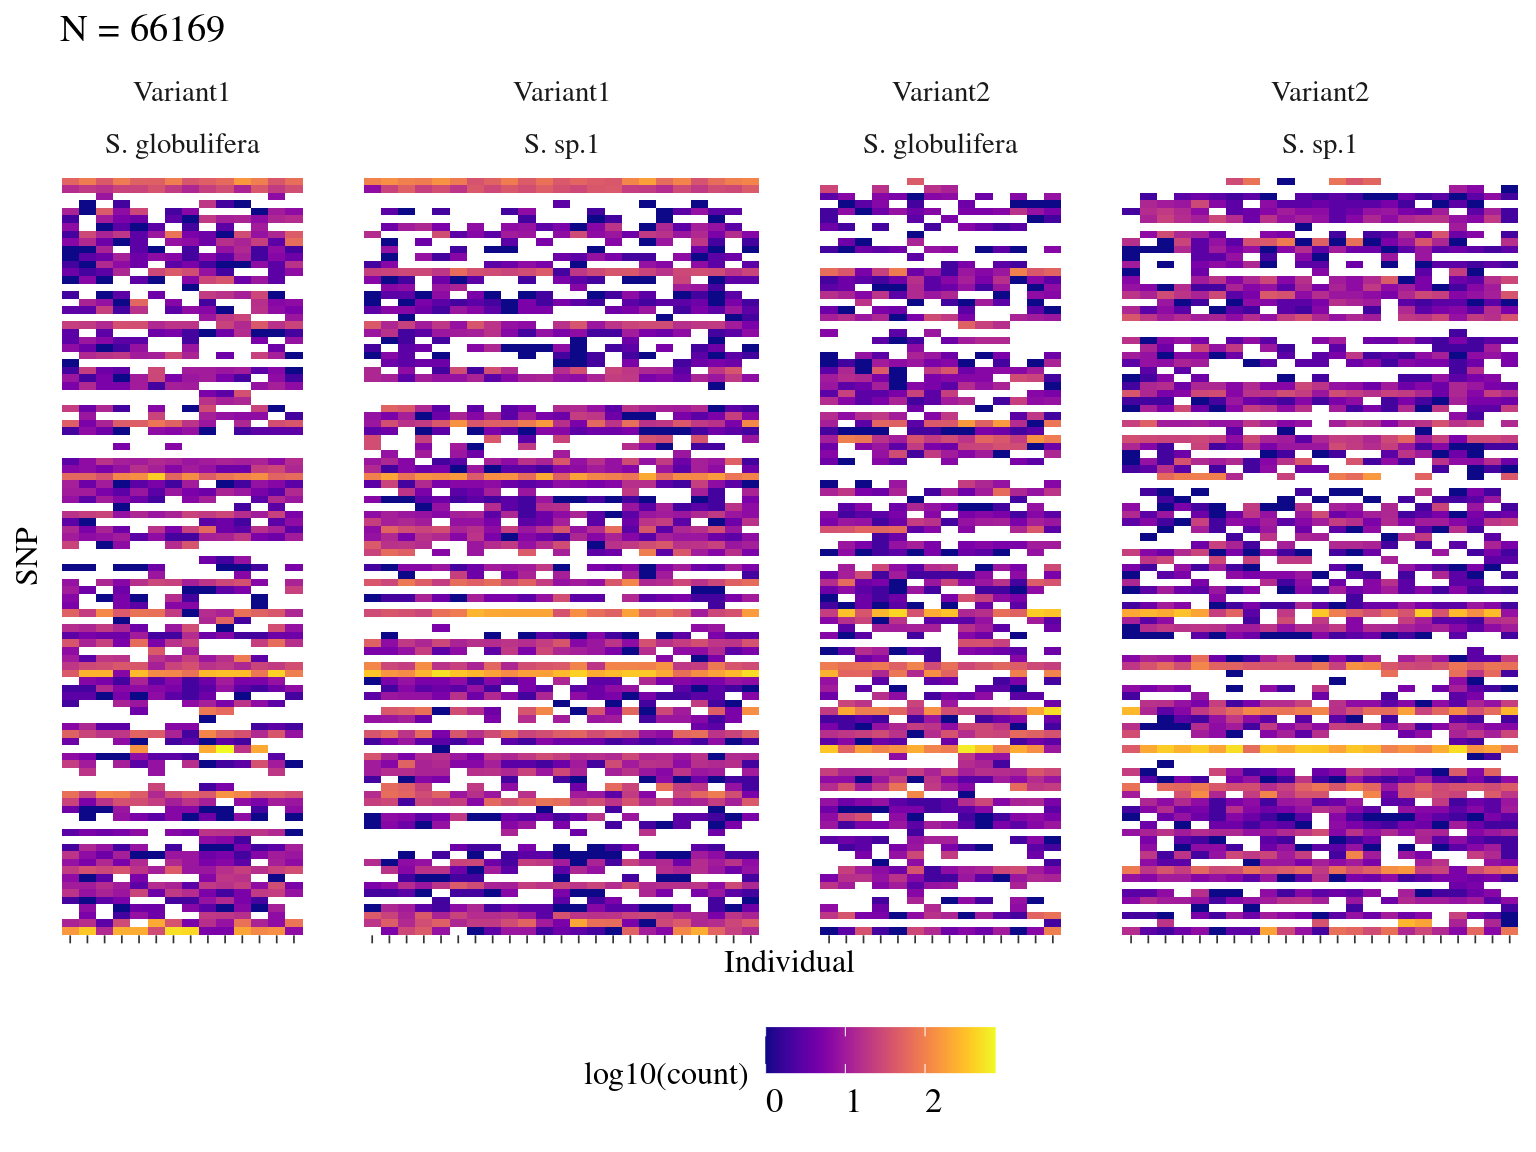 N = 66169
Variant1
Variant1
Variant2
Variant2
S. globulifera
S. sp.1
S. globulifera
S. sp.1
SNP
Individual
log10(count)
0
1
2